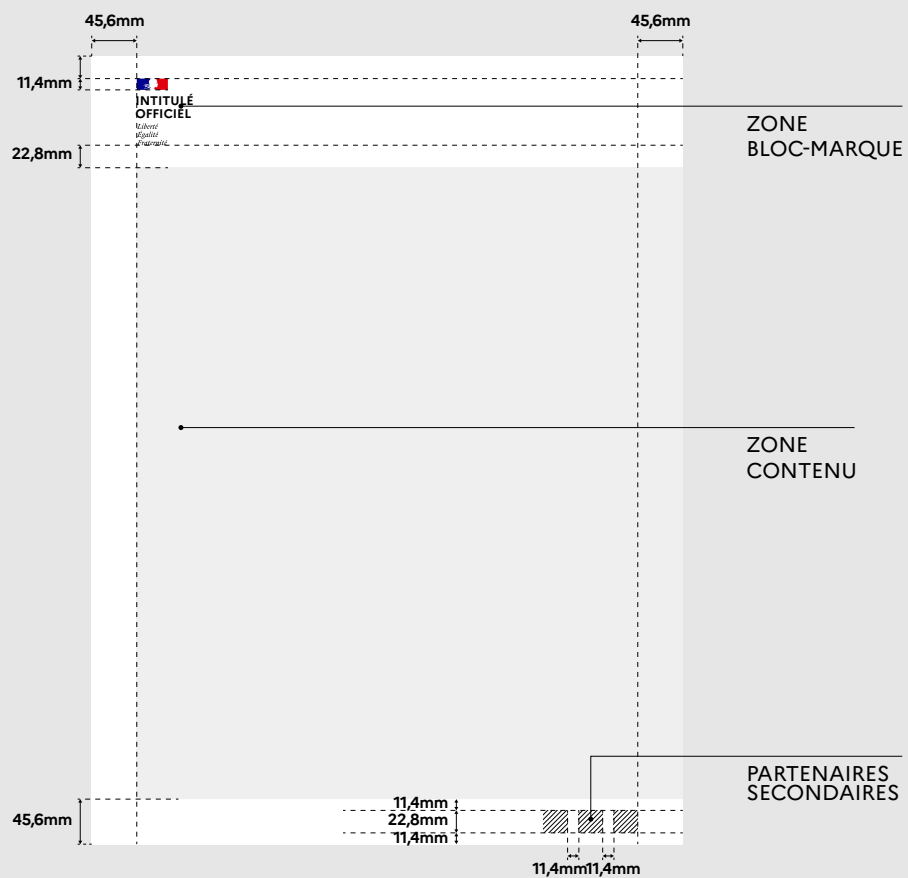 45,6mm
45,6mm
11,4mm
INTITULÉ
OFFICIEL
Liberté
Égalité
Fraternité
ZONE
BLOC-MARQUE
22,8mm
ZONE
CONTENU
PARTENAIRES
SECONDAIRES
11,4mm
45,6mm
22,8mm
11,4mm
11,4mm
11,4mm